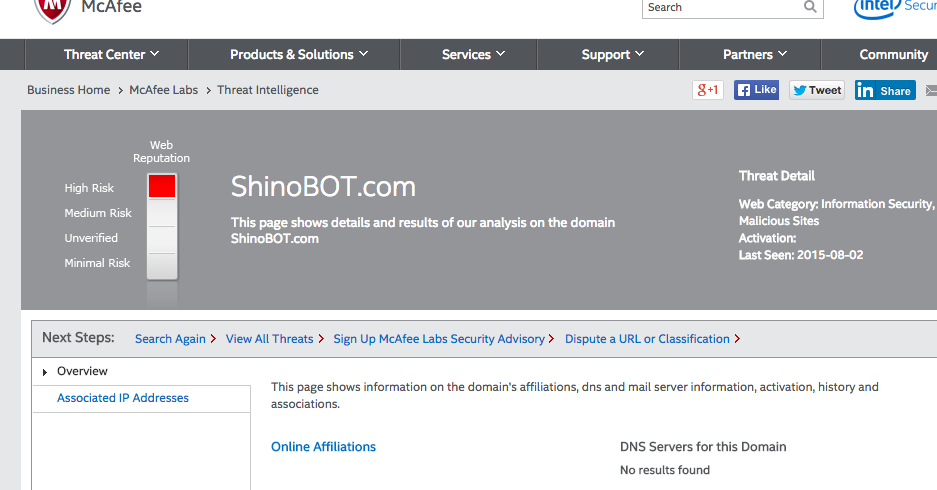 McAfee
Search
intel Secur
Threat Center
Products & Solutions
Services
Support
Partners
Community
Business Home > McAfee Labs > Threat Intelligence
g+1
Like
Tweet
in Share
Web
Reputation
High Risk
Medium Risk
Unverified
Minimal Risk
ShinoBOT.com
This page shows details and results of our analysis on the domain
ShinoBOT.com
Threat Detail
Web Category: Information Security,
Malicious Sites
Activation:
Last Seen: 2015-08-02
Next Steps: Search Again > View All Threats > Sign Up McAfee Labs Security Advisory > Dispute a URL or Classification >
Overview
Associated IP Addresses
This page shows information on the domain's affiliations, dns and mail server information, activation, history and
associations.
Online Affiliations
DNS Servers for this Domain
No results found